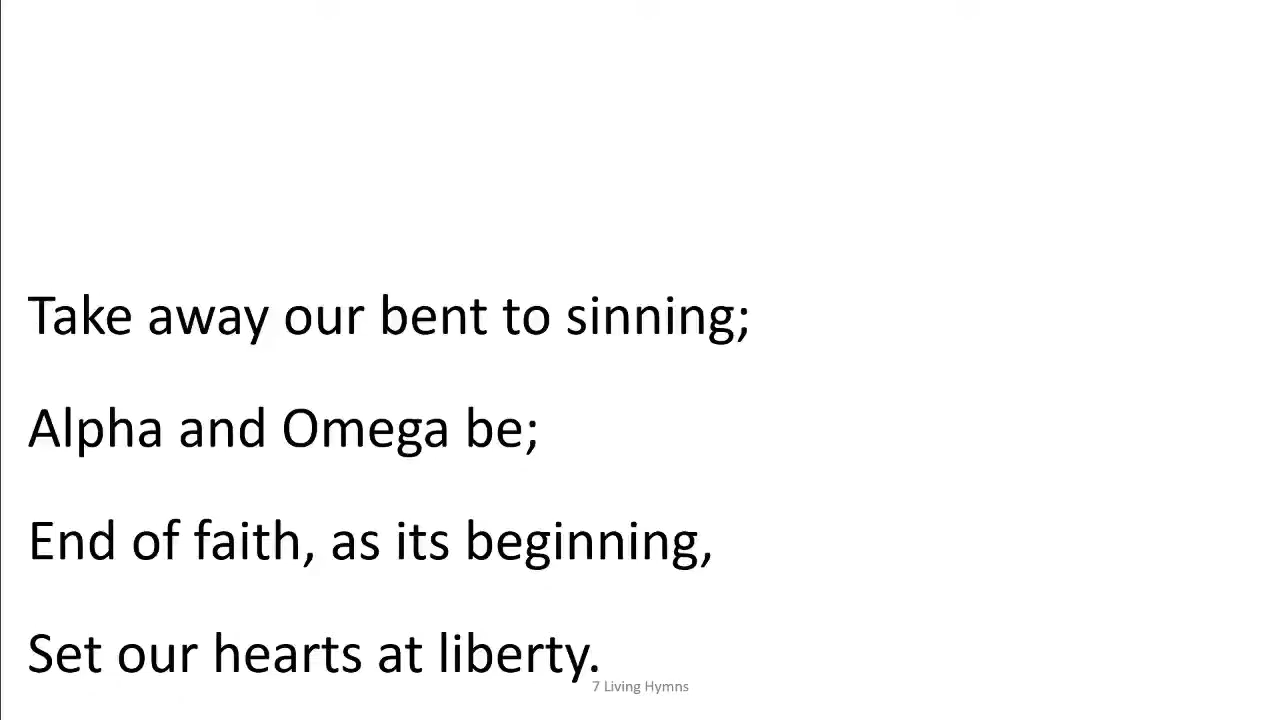 Take away our bent to sinning;
Alpha and Omega be;
End of faith, as its beginning,
Set our hearts at liberty.
7 Living Hymns